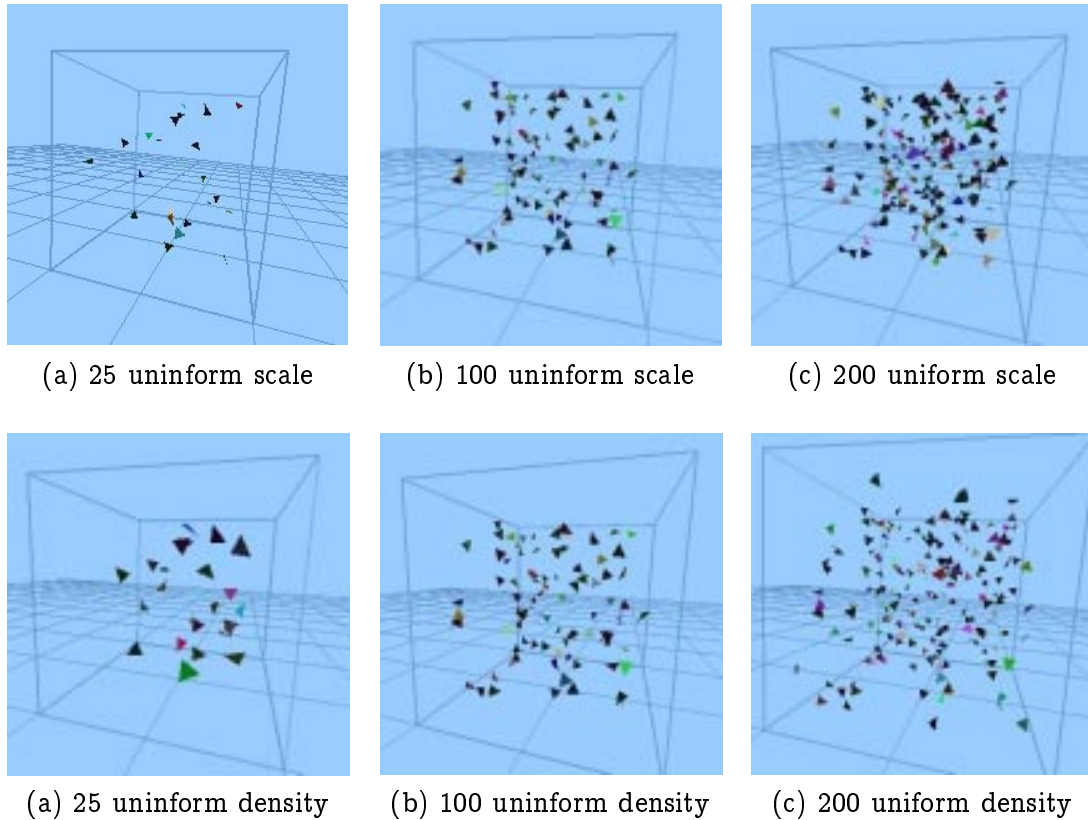 (a) 25 uninform scale
(b) 100 uninform scale
(c) 200 uniform scale
(a) 25 uninform density
(b) 100 uninform density
(c) 200 uniform density